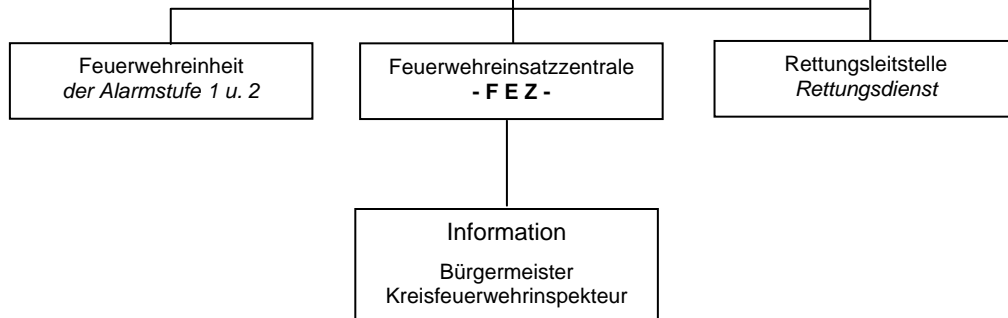 Feuerwehreinheit
der Alarmstufe 1 u. 2
Feuerwehreinsatzzentrale
- F E Z -
Rettungsleitstelle
Rettungsdienst
Information
Bürgermeister
Kreisfeuerwehrinspekteur